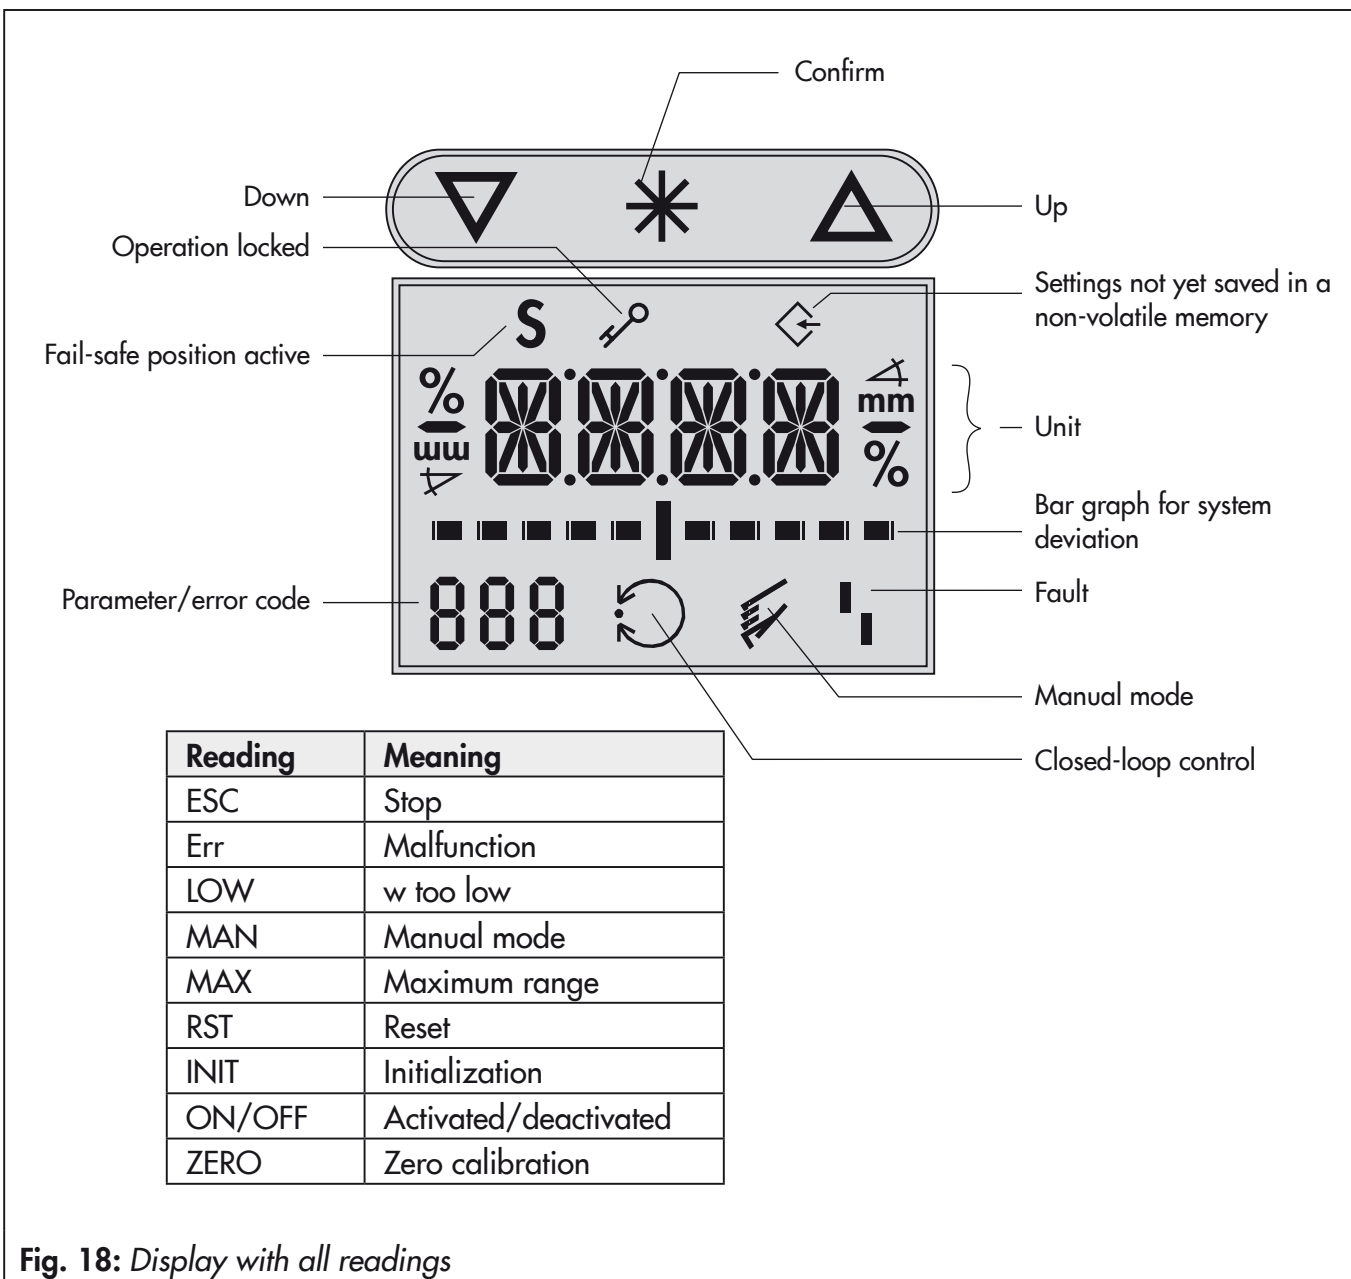 Confirm
Down
Up
Operation locked
Settings not yet saved in a
non-volatile memory
S
Fail-safe position active
%
mm
mm
%
Unit
Bar graph for system
deviation
Parameter/error code
888
Fault
Manual mode
Closed-loop control
Reading Meaning
ESC Stop
Err Malfunction
LOW w too low
MAN Manual mode
MAX Maximum range
RST Reset
INIT Initialization
ON/OFF Activated/deactivated
ZERO Zero calibration
Fig. 18: Display with all readings